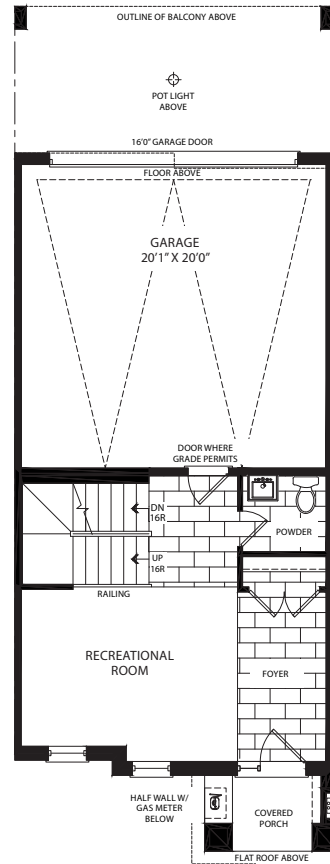 OUTLINE OF BALCONY ABOVE
POT LIGHT
ABOVE
16'0" GARAGE DOOR
FLOOR ABOVE
GARAGE
20'1" X 20'0"
DOOR WHERE
GRADE PERMITS
DN
16R
POWDER
UP
16R
RAILING
RECREATIONAL
ROOM
FOYER
HALF WALL W/
GAS METER
BELOW
COVERED
PORCH
FLAT ROOF ABOVE